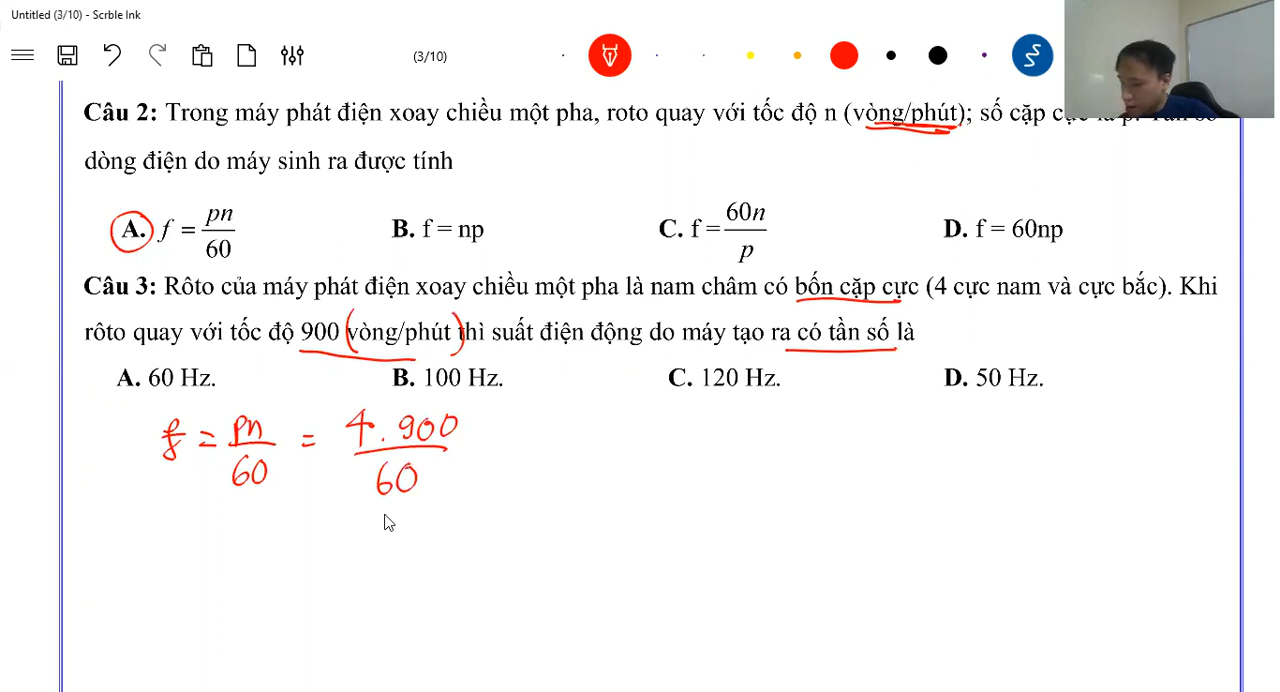 Untitled (3/10) - Scrble Ink
(3/10)
Câu 2: Trong máy phát điện xoay chiều một pha, roto quay với tốc độ n (vòng/phút); số cặp
dòng điện do máy sinh ra được tính
A. f = pn/60 B. f = np C. f = 60n/p D. f = 60np
Câu 3: Rôto của máy phát điện xoay chiều một pha là nam châm có bốn cặp cực (4 cực nam và cực bắc). Khi
rôto quay với tốc độ 900 vòng/phút thì suất điện động do máy tạo ra có tần số là
A. 60 Hz. B. 100 Hz. C. 120 Hz. D. 50 Hz.
f = pn/60 = 4.900/60